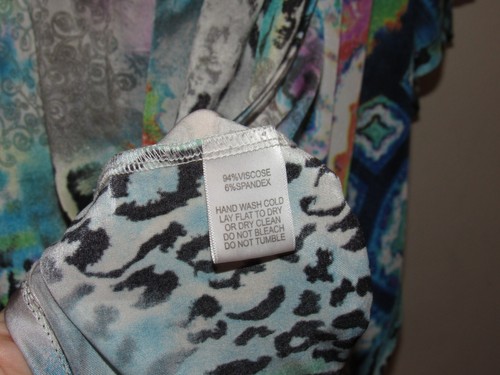 94%VISCOSE
6%SPANDEX
HAND WASH COLD
LAY FLAT TO DRY
OR DRY CLEAN
DO NOT BLEACH
DO NOT TUMBLE